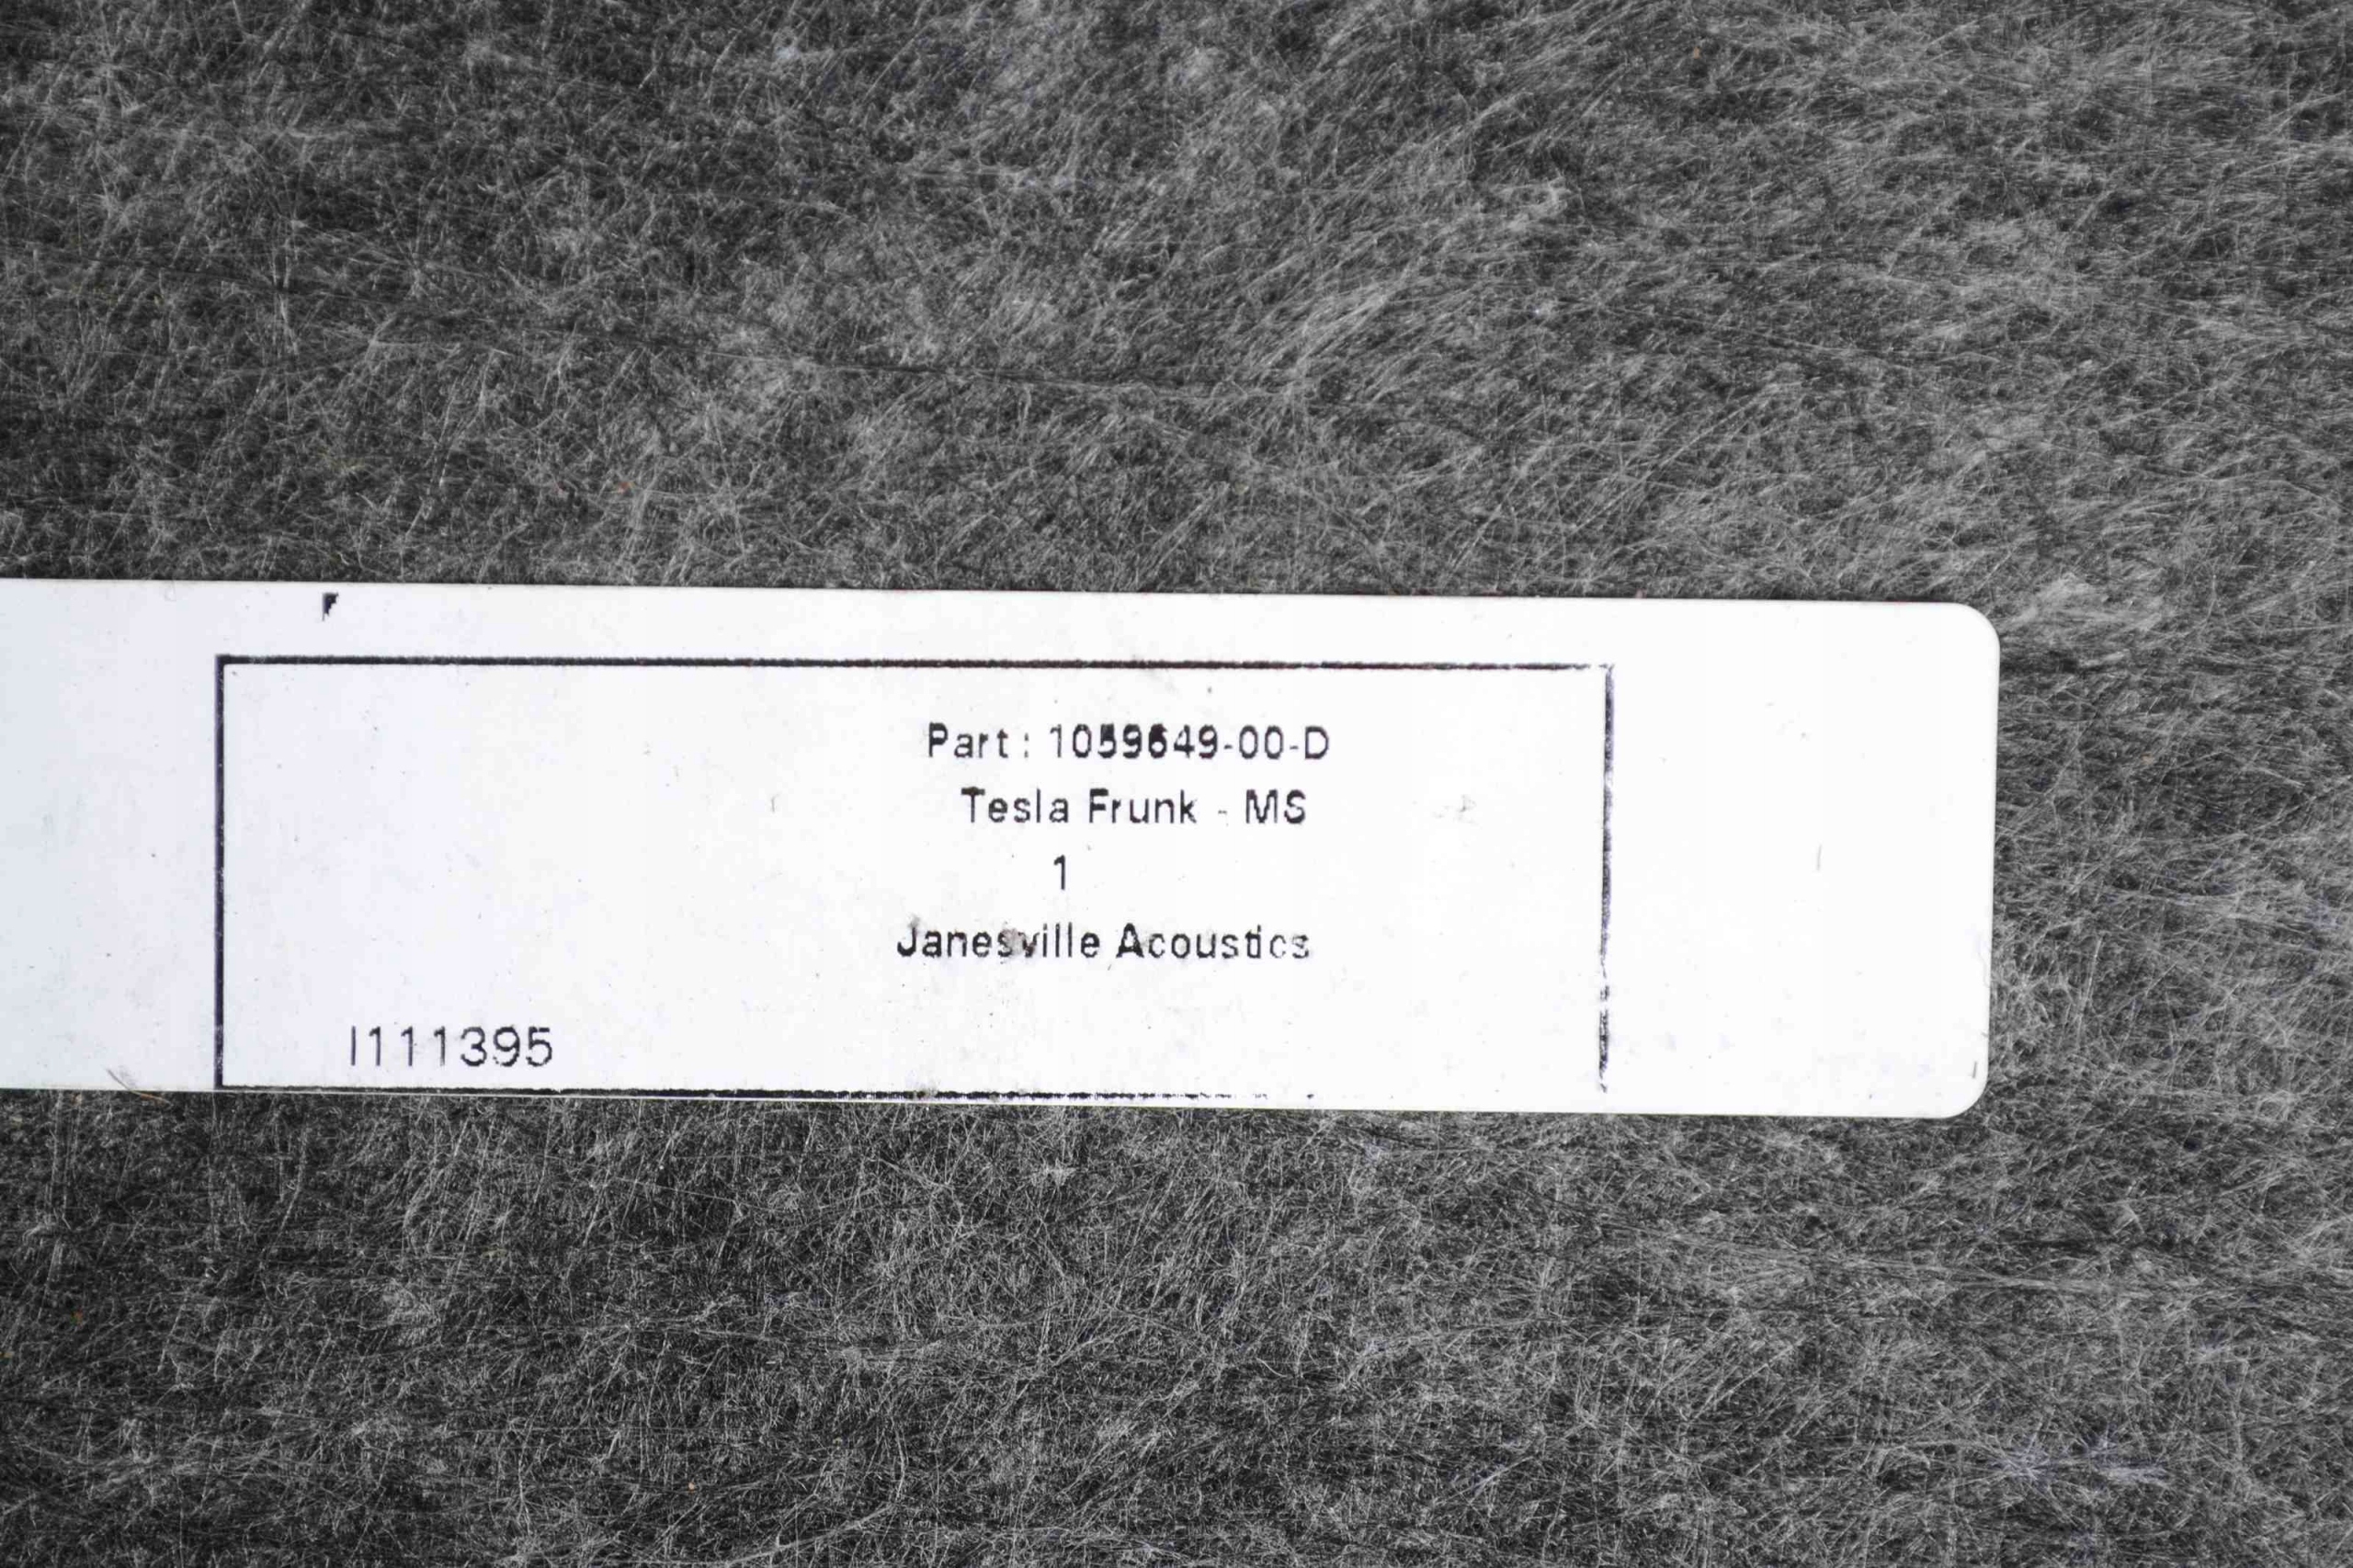 Part: 1059649-00-D
Tesla Frunk - MS
1
Janesville Acoustics
I111395